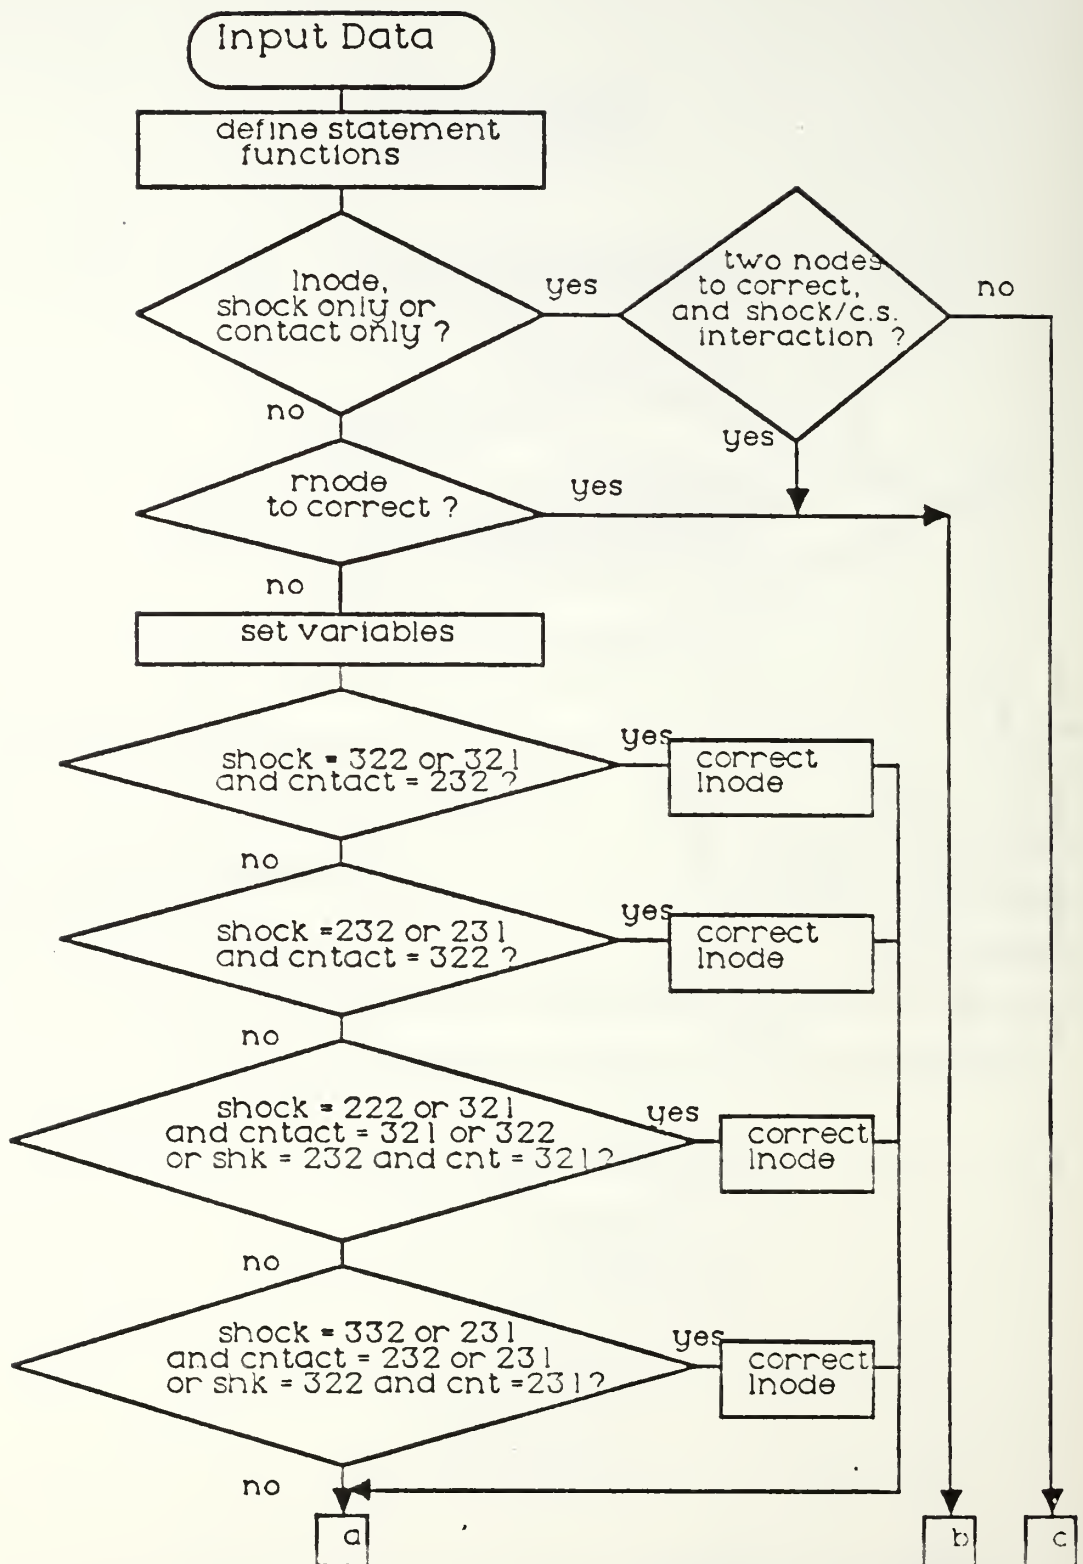 Input Data
define statement
functions
lnode,
shock only or
contact only ?
yes
two nodes
to correct,
and shock/c.s.
interaction ?
no
no
yes
rnode
to correct ?
yes
no
set variables
shock = 322 or 321
and cntact = 232 ?
yes
correct
lnode
no
shock =232 or 231
and cntact = 322 ?
yes
correct
lnode
no
shock = 222 or 321
and cntact = 321 or 322
or shk = 232 and cnt = 321?
yes
correct
lnode
no
shock = 332 or 231
and cntact = 232 or 231
or shk = 322 and cnt =231?
yes
correct
lnode
no
a
b
c